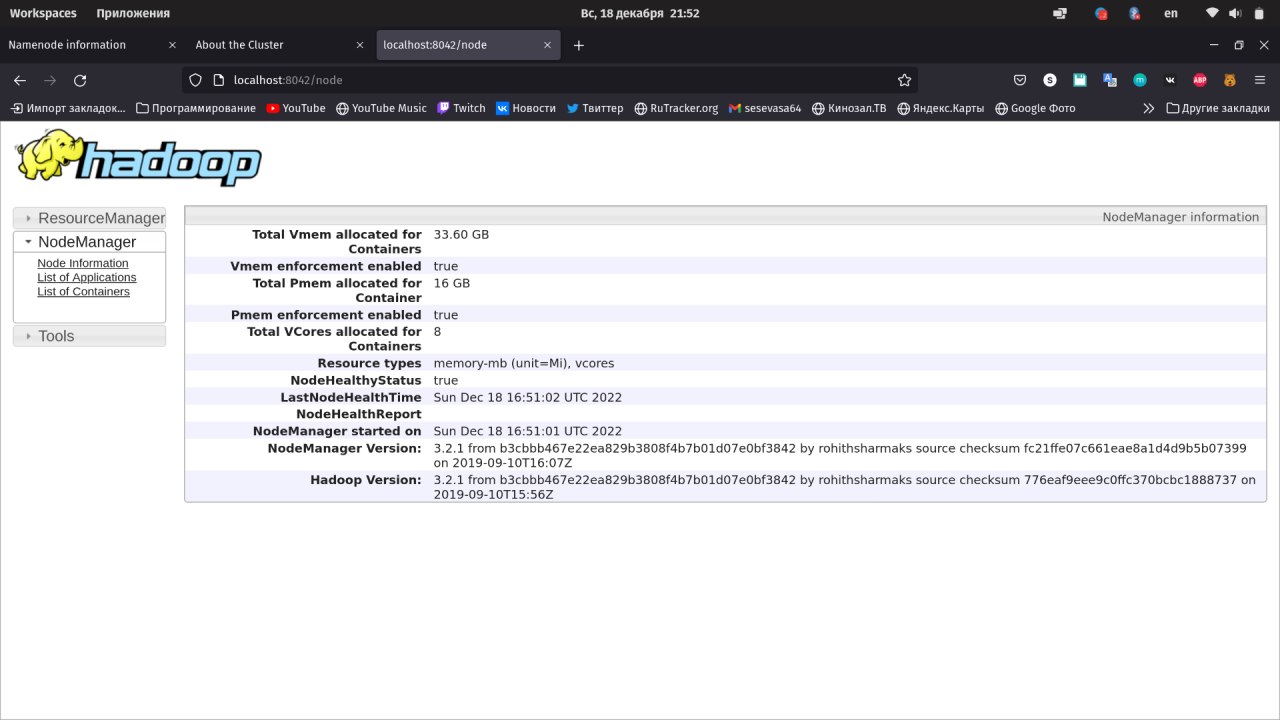 Workspaces Приложения Вс, 18 декабря 21:52 en
Namenode information About the Cluster localhost:8042/node
localhost:8042/node
Импорт закладок... Программирование YouTube YouTube Music Twitch Новости Твиттер RuTracker.org sesevasa64 Кинозал.ТВ Яндекс.Карты Google Фото Другие закладки
hadoop
ResourceManager
NodeManager
Node Information
List of Applications
List of Containers
Tools
NodeManager information
Total Vmem allocated for 33.60 GB
Containers
Vmem enforcement enabled true
Total Pmem allocated for 16 GB
Container
Pmem enforcement enabled true
Total VCores allocated for 8
Containers
Resource types memory-mb (unit=Mi), vcores
NodeHealthyStatus true
LastNodeHealthTime Sun Dec 18 16:51:02 UTC 2022
NodeHealthReport
NodeManager started on Sun Dec 18 16:51:01 UTC 2022
NodeManager Version: 3.2.1 from b3cbbb467e22ea829b3808f4b7b01d07e0bf3842 by rohithsharmaks source checksum fc21ffe07c661eae8a1d4d9b5b07399
on 2019-09-10T16:07Z
Hadoop Version: 3.2.1 from b3cbbb467e22ea829b3808f4b7b01d07e0bf3842 by rohithsharmaks source checksum 776eaf9eee9c0ffc370bcbc1888737 on
2019-09-10T15:56Z